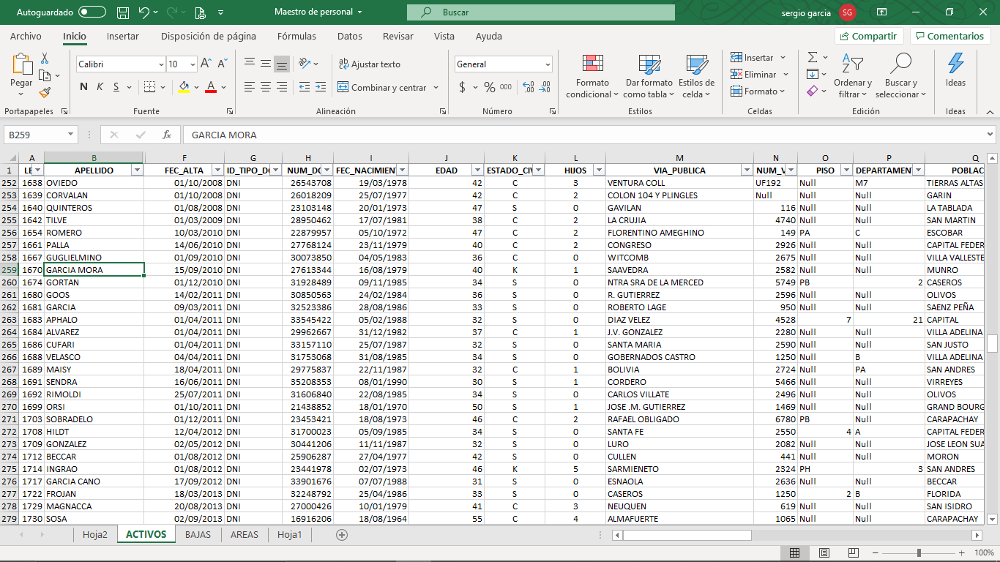 Autoguardado Maestro de personal Buscar sergio garcia SG
Archivo Inicio Insertar Disposición de página Fórmulas Datos Revisar Vista Ayuda Compartir Comentarios
Pegar Calibri 10 Ajustar texto General Formato condicional Dar formato como tabla Estilos de celda Insertar Ordenar y filtrar Buscar y seleccionar Ideas
N K S Combinar y centrar $ % 000 Eliminar
Formato
Portapapeles Fuente Alineación Número Estilos Celdas Edición Ideas
B259 fx GARCIA MORA
A B F G H I J K L M N O P Q
1 LE APELLIDO FEC_ALTA ID_TIPO_DO NUM_DO FEC_NACIMIENT EDAD ESTADO_CIV HIJOS VIA_PUBLICA NUM_V PISO DEPARTAMENT POBLAC
252 1638 OVIEDO 01/10/2008 DNI 26543708 19/03/1978 42 C 3 VENTURA COLL UF192 Null M7 TIERRAS ALTAS
253 1639 CORVALAN 01/10/2008 DNI 26018209 25/07/1977 42 C 2 COLON 104 Y PLINGLES Null Null Null GARIN
254 1640 QUINTEROS 01/08/2008 DNI 23103148 20/01/1973 47 S 0 GAVILAN 116 Null Null LA TABLADA
255 1642 TILVE 01/03/2009 DNI 28950462 17/07/1981 38 C 2 LA CRUJIA 4740 Null Null SAN MARTIN
256 1654 ROMERO 10/03/2010 DNI 22879957 05/10/1972 47 C 2 FLORENTINO AMEGHINO 149 PA C ESCOBAR
257 1661 PALLA 14/06/2010 DNI 27768124 23/11/1979 40 C 2 CONGRESO 2926 Null Null CAPITAL FEDER
258 1667 GUGLIELMINO 01/09/2010 DNI 30073850 04/05/1983 36 C 0 WITCOMB 2675 Null Null VILLA VALLESTE
259 1670 GARCIA MORA 15/09/2010 DNI 27613344 16/08/1979 40 K 1 SAAVEDRA 2582 Null Null MUNRO
260 1674 GORTAN 01/12/2010 DNI 31928489 09/11/1985 34 S 0 NTRA SRA DE LA MERCED 5749 PB 2 CASEROS
261 1680 GOOS 14/02/2011 DNI 30850563 24/02/1984 36 S 0 R. GUTIERREZ 2596 Null Null OLIVOS
262 1681 GARCIA 09/03/2011 DNI 32523386 28/08/1986 33 S 0 ROBERTO LAGE 950 Null Null SAENZ PEÑA
263 1683 APHALO 01/04/2011 DNI 33545422 05/02/1988 32 S 0 DIAZ VELEZ 4528 7 21 CAPITAL
264 1684 ALVAREZ 01/04/2011 DNI 29962667 31/12/1982 37 C 1 J.V. GONZALEZ 2280 Null Null VILLA ADELINA
265 1686 CUFARI 01/04/2011 DNI 33157110 25/07/1987 32 S 0 SANTA MARIA 2590 Null Null SAN JUSTO
266 1688 VELASCO 04/04/2011 DNI 31753068 31/08/1985 34 S 0 GOBERNADOS CASTRO 1250 Null B VILLA ADELINA
267 1689 MAISY 18/04/2011 DNI 29775837 22/11/1987 32 C 1 BOLIVIA 2724 Null PA SAN ANDRES
268 1691 SENDRA 16/06/2011 DNI 35208353 08/01/1990 30 S 1 CORDERO 5466 Null Null VIRREYES
269 1692 RIMOLDI 25/07/2011 DNI 31606840 22/08/1985 34 S 0 CARLOS VILLATE 2496 Null Null OLIVOS
270 1699 ORSI 01/10/2011 DNI 21438852 18/01/1970 50 S 1 JOSE .M. GUTIERREZ 1469 Null Null GRAND BOURG
271 1703 SOBRADELO 01/12/2011 DNI 23453421 18/08/1973 46 C 2 RAFAEL OBLIGADO 6780 PB Null CARAPACHAY
272 1708 HILDT 12/04/2012 DNI 31700023 05/09/1985 34 S 0 SANTA FE 2550 4 A CAPITAL FEDER
273 1709 GONZALEZ 02/05/2012 DNI 30441206 11/11/1987 32 S 0 LURO 2082 Null Null JOSE LEON SUA
274 1712 BECCAR 01/08/2012 DNI 25906287 27/04/1977 42 S 0 CULLEN 441 Null Null MORON
275 1714 INGRAO 01/08/2012 DNI 23441978 02/07/1973 46 K 5 SARMIENETO 2324 PH 3 SAN ANDRES
276 1717 GARCIA CANO 17/09/2012 DNI 33901676 07/07/1988 31 S 0 ESNAOLA 2636 Null Null BECCAR
277 1722 FROJAN 18/03/2013 DNI 32248792 25/04/1986 33 S 0 CASEROS 1250 2 B FLORIDA
278 1729 MAGNACCA 20/08/2013 DNI 27000426 10/01/1979 41 C 3 NEUQUEN 619 Null Null SAN ISIDRO
279 1730 SOSA 02/09/2013 DNI 16916206 18/08/1964 55 C 4 ALMAFUERTE 1065 Null Null CARAPACHAY
Hoja2 ACTIVOS BAJAS AREAS Hoja1
100%